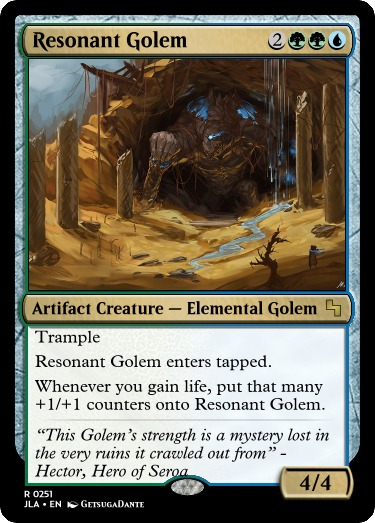 Resonant Golem 2
Artifact Creature — Elemental Golem
Trample
Resonant Golem enters tapped.
Whenever you gain life, put that many
+1/+1 counters onto Resonant Golem.
“This Golem's strength is a mystery lost in
the very ruins it crawled out from” -
Hector, Hero of Seroa
4/4
R 0251
JLA • EN GetsugaDante